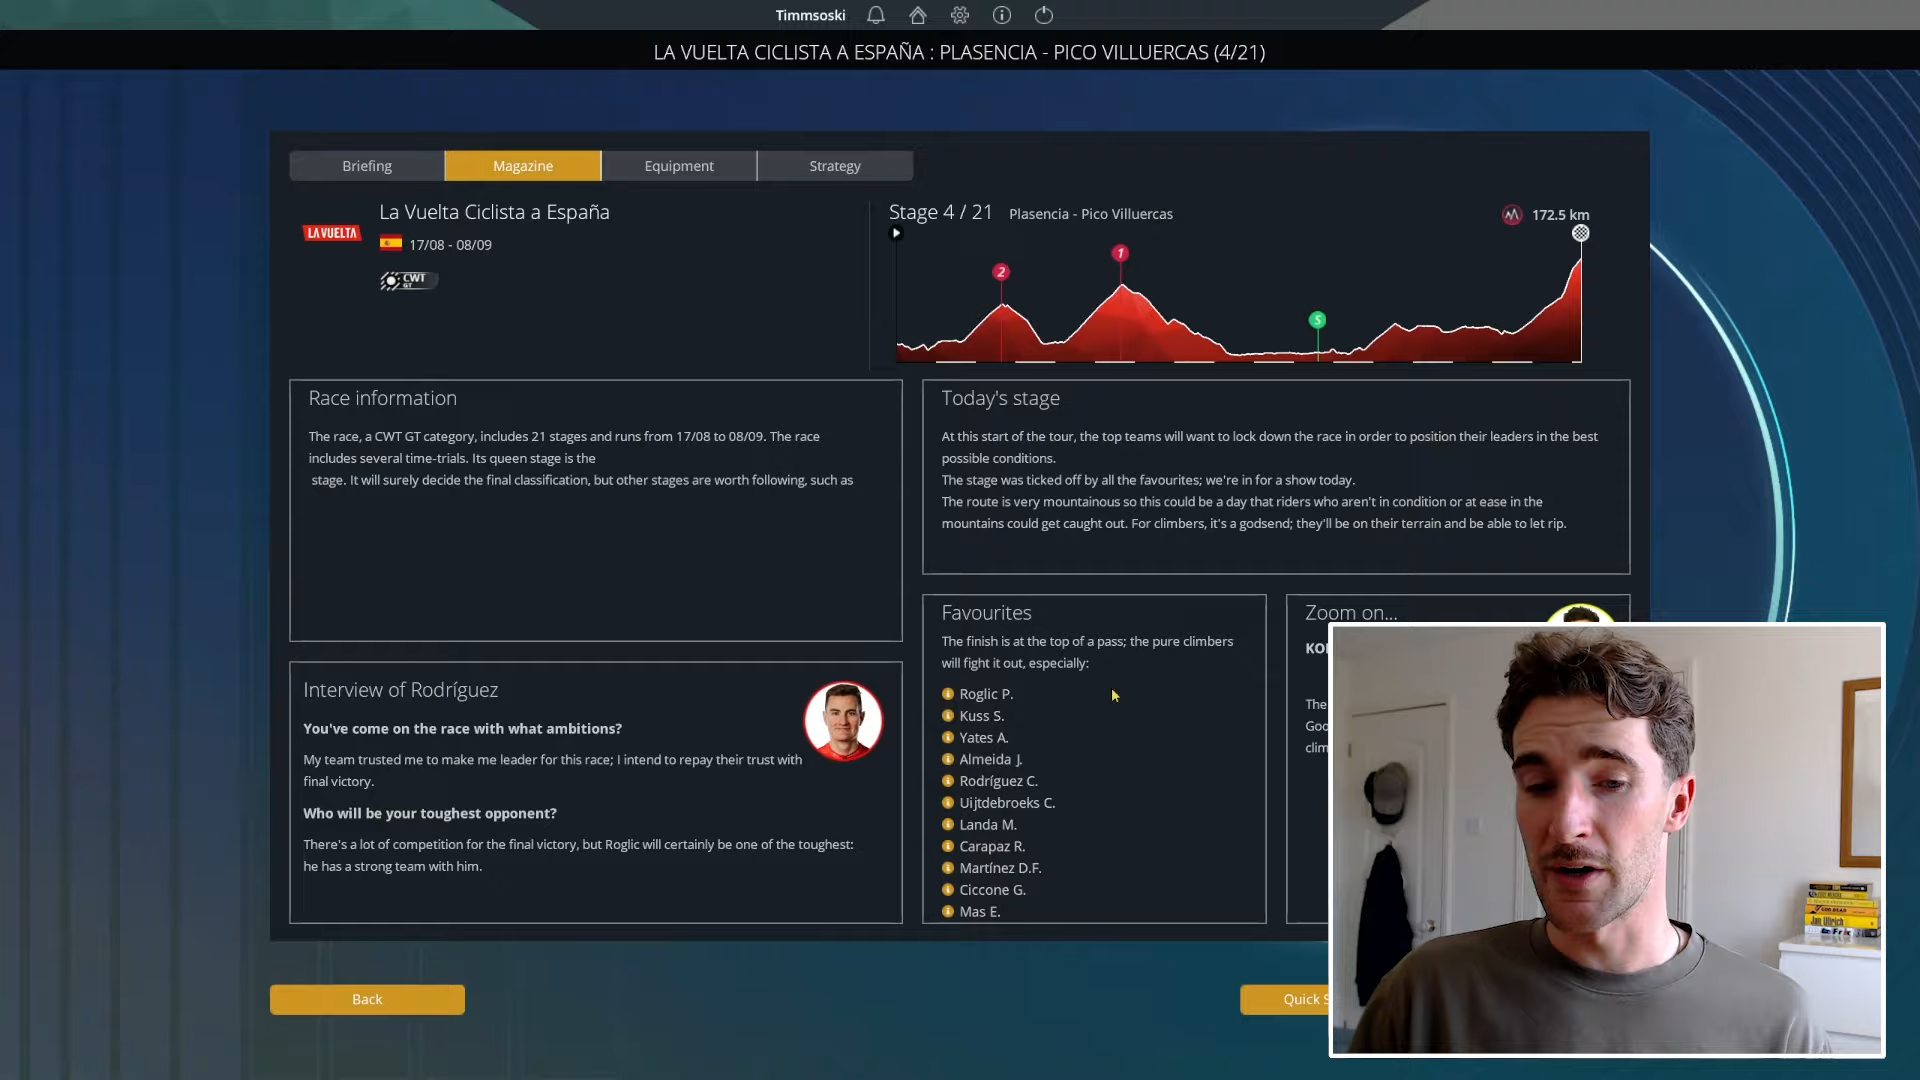 Timmsoski
LA VUELTA CICLISTA A ESPAÑA : PLASENCIA - PICO VILLUERCAS (4/21)
Briefing
Magazine
Equipment
Strategy
LA VUELTA
La Vuelta Ciclista a España
17/08 - 08/09
CWT
GT
Stage 4 / 21
Plasencia - Pico Villuercas
172.5 km
2
1
S
Race information
The race, a CWT GT category, includes 21 stages and runs from 17/08 to 08/09. The race
includes several time-trials. Its queen stage is the
stage. It will surely decide the final classification, but other stages are worth following, such as
Today's stage
At this start of the tour, the top teams will want to lock down the race in order to position their leaders in the best
possible conditions.
The stage was ticked off by all the favourites; we're in for a show today.
The route is very mountainous so this could be a day that riders who aren't in condition or at ease in the
mountains could get caught out. For climbers, it's a godsend; they'll be on their terrain and be able to let rip.
Interview of Rodríguez
You've come on the race with what ambitions?
My team trusted me to make me leader for this race; I intend to repay their trust with
final victory.
Who will be your toughest opponent?
There's a lot of competition for the final victory, but Roglic will certainly be one of the toughest:
he has a strong team with him.
Favourites
The finish is at the top of a pass; the pure climbers
will fight it out, especially:
Roglic P.
Kuss S.
Yates A.
Almeida J.
Rodríguez C.
Uijtdebroeks C.
Landa M.
Carapaz R.
Martínez D.F.
Ciccone G.
Mas E.
Zoom on...
The
Back
Quick S
Jan Ullrich